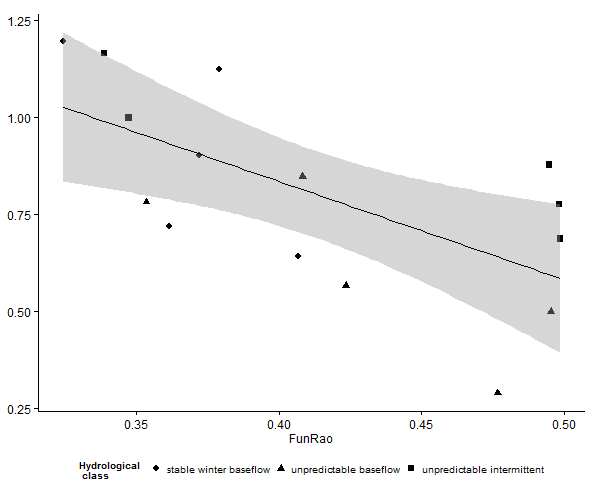 1.25
1.00
0.75
0.50
0.25
0.35 0.40 0.45 0.50
FunRao
Hydrological
class
stable winter baseflow unpredictable baseflow unpredictable intermittent